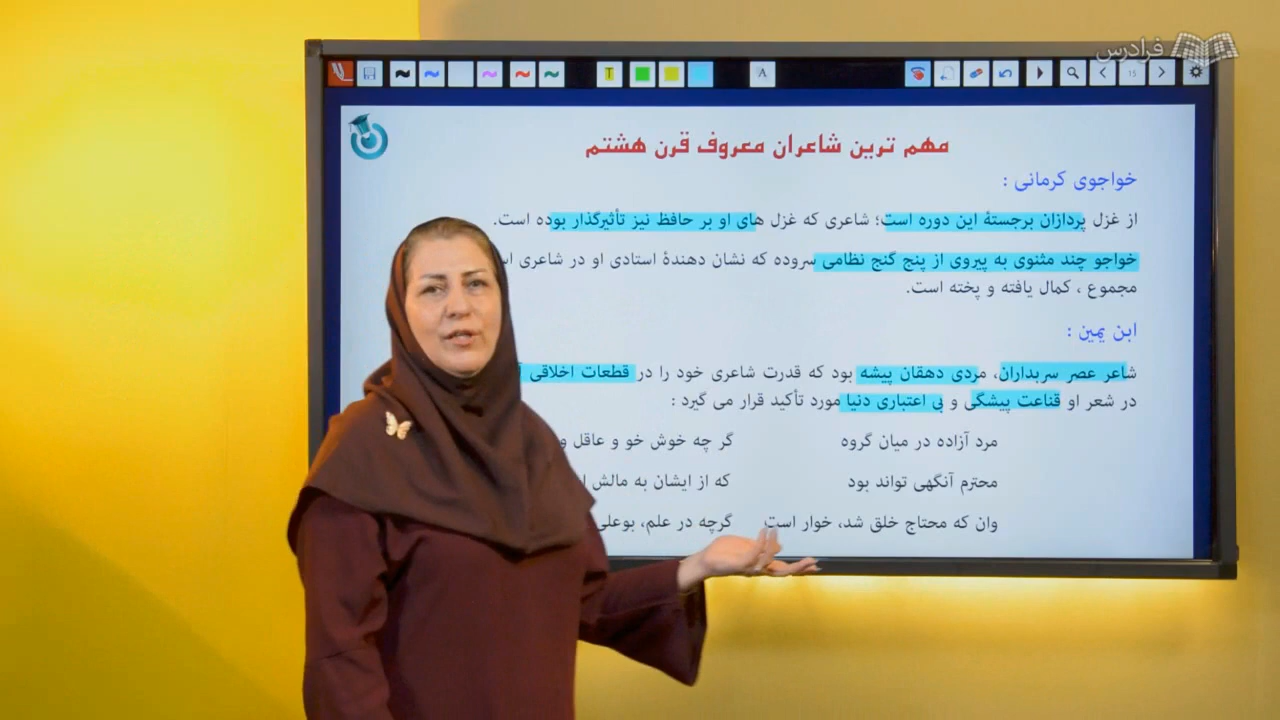 فرادرس
A
T
15
مهم ترین شاعران معروف قرن هشتم
خواجوی کرمانی :
از غزل پردازان برجستهٔ این دوره است؛ شاعری که غزل های او بر حافظ نیز تأثیرگذار بوده است.
خواجو چند مثنوی به پیروی از پنج گنج نظامی سروده که نشان دهندهٔ استادی او در شاعری
مجموع ، کمال یافته و پخته است.
ابن یمین :
شاعر عصر سربداران، مردی دهقان پیشه بود که قدرت شاعری خود را در قطعات اخلاقی
در شعر او قناعت پیشگی و بی اعتباری دنیا مورد تأکید قرار می گیرد :
مرد آزاده در میان گروه گر چه خوش خو و عاقل و
محترم آنگهی تواند بود که از ایشان به مالش
وان که محتاج خلق شد، خوار است گرچه در علم، بوعلی